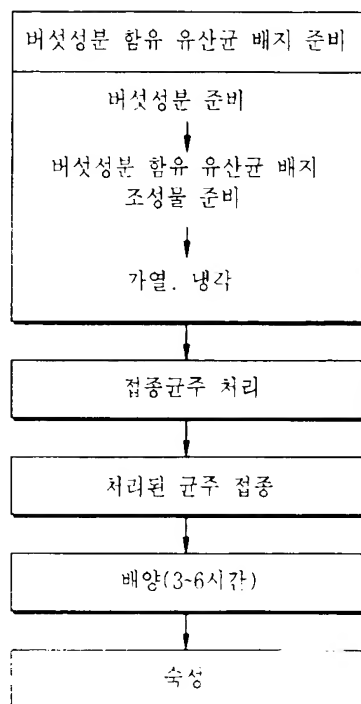 버섯성분 함유 유산균 배지 준비
버섯성분 준비
버섯성분 함유 유산균 배지
조성물 준비
가열. 냉각
접종균주 처리
처리된 균주 접종
배양(3~6시간)
숙성